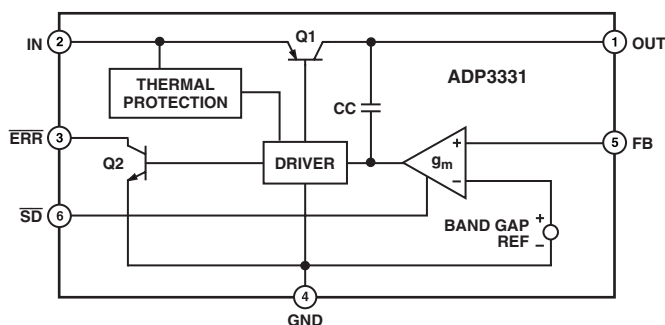 Q1
IN 2
1 OUT
THERMAL
PROTECTION
ADP3331
CC
ERR 3
5 FB
Q2
DRIVER
gm
+
−
SD 6
BAND GAP
REF
+
−
4
GND